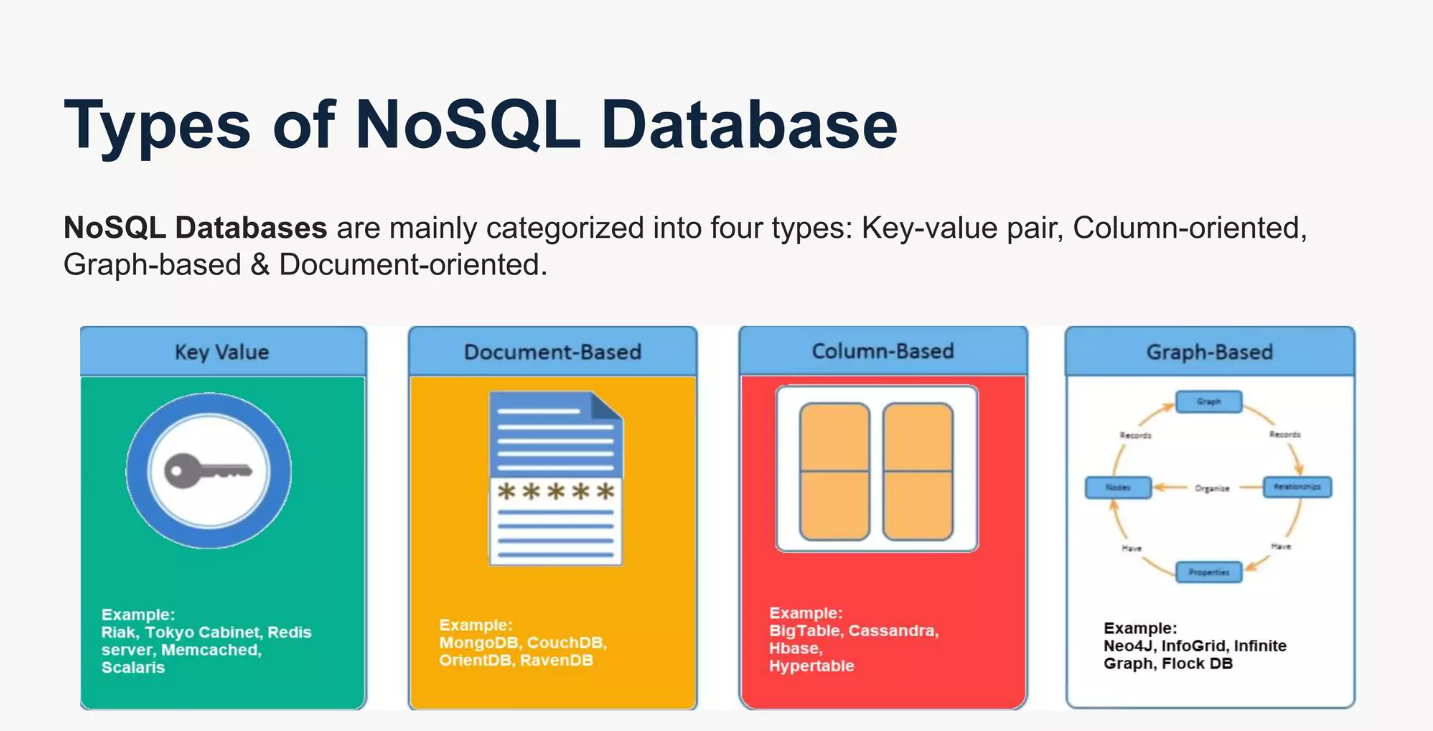 Types of NoSQL Database
NoSQL Databases are mainly categorized into four types: Key-value pair, Column-oriented,
Graph-based & Document-oriented.
Key Value
Example:
Riak, Tokyo Cabinet, Redis
server, Memcached,
Scalaris
Document-Based
*****
Example:
MongoDB, CouchDB,
OrientDB, RavenDB
Column-Based
Example:
BigTable, Cassandra,
Hbase,
Hypertable
Graph-Based
Graph
Records
Records
Nodes
Organize
Relationships
Have
Have
Properties
Example:
Neo4J, InfoGrid, Infinite
Graph, Flock DB